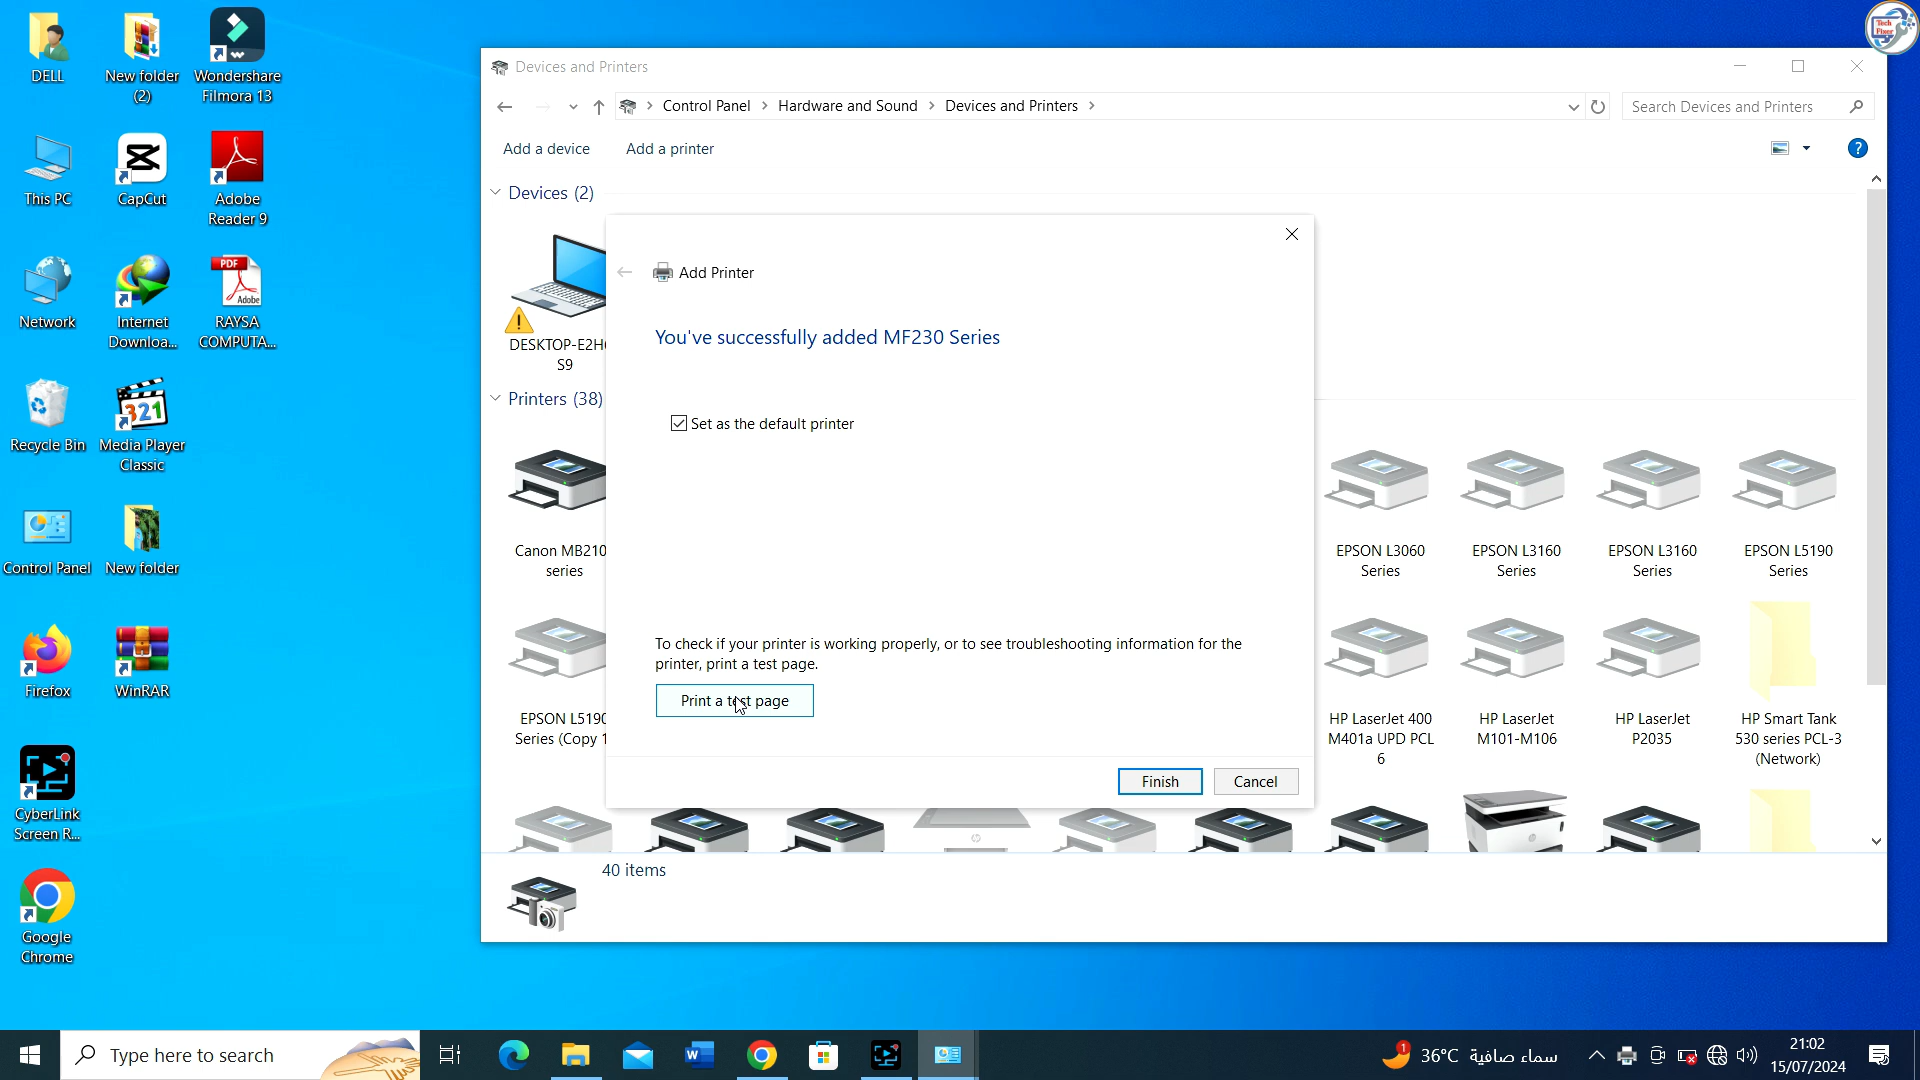 DELL
New folder
(2)
Wondershare
Filmora 13
This PC
CapCut
Adobe
Reader 9
Network
Internet
Downloa...
PDF
Adobe
RAYSA
COMPUTA...
Recycle Bin
321
Media Player
Classic
Control Panel
New folder
Firefox
WinRAR
CyberLink
Screen R...
Google
Chrome
Tech
Fixer
Devices and Printers
Control Panel
Hardware and Sound
Devices and Printers
Search Devices and Printers
Add a device
Add a printer
?
Devices (2)
DESKTOP-E2H
S9
Printers (38)
Canon MB210
series
EPSON L3060
Series
EPSON L3160
Series
EPSON L3160
Series
EPSON L5190
Series
EPSON L5190
Series (Copy 1
HP LaserJet 400
M401a UPD PCL
6
HP LaserJet
M101-M106
HP LaserJet
P2035
HP Smart Tank
530 series PCL-3
(Network)
40 items
Add Printer
You've successfully added MF230 Series
Set as the default printer
To check if your printer is working properly, or to see troubleshooting information for the
printer, print a test page.
Print a test page
Finish
Cancel
Type here to search
1
36°C سماء صافية
21:02
15/07/2024